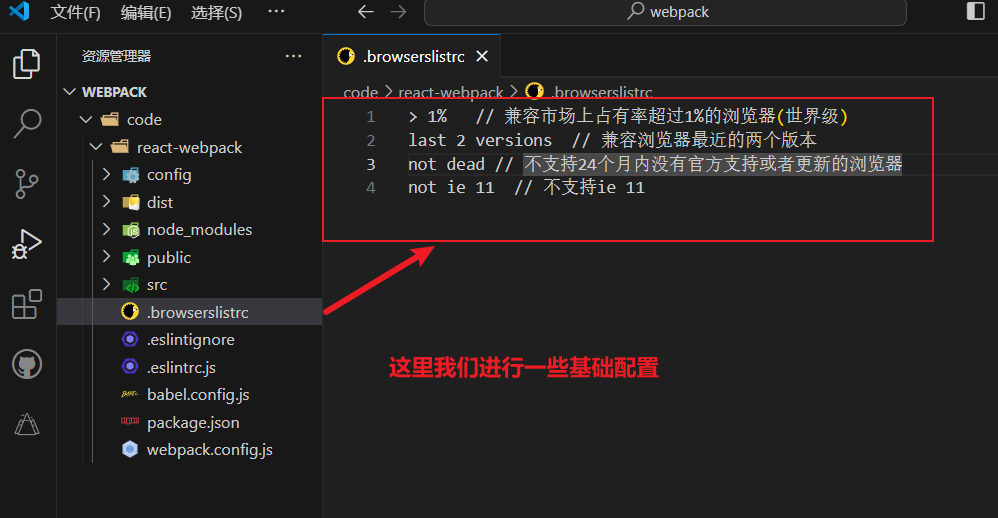 文件(F) 编辑(E) 选择(S) ··· webpack
资源管理器 ···
.browserslistrc
WEBPACK
code > react-webpack > .browserslistrc
code
react-webpack
config
dist
node_modules
public
src
.browserslistrc
.eslintignore
.eslintrc.js
babel.config.js
package.json
webpack.config.js
1 > 1% // 兼容市场上占有率超过1%的浏览器(世界级)
2 last 2 versions // 兼容浏览器最近的两个版本
3 not dead // 不支持24个月内没有官方支持或者更新的浏览器
4 not ie 11 // 不支持ie 11
这里我们进行一些基础配置